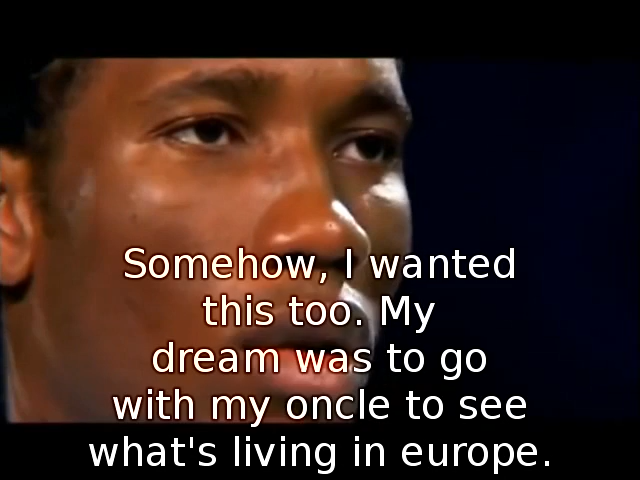 Somehow, I wanted
this too. My
dream was to go
with my oncle to see
what's living in europe.